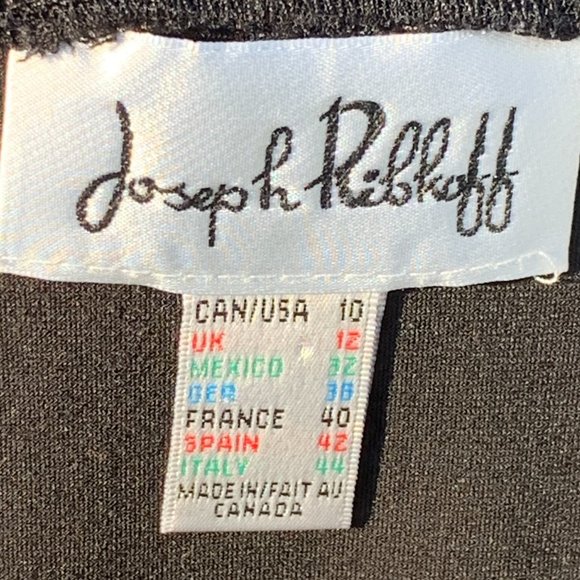 Joseph Ribkoff
CAN/USA 10
UK 12
MEXICO 32
GER 38
FRANCE 40
SPAIN 42
ITALY 44
MADE IN/FAIT AU
CANADA